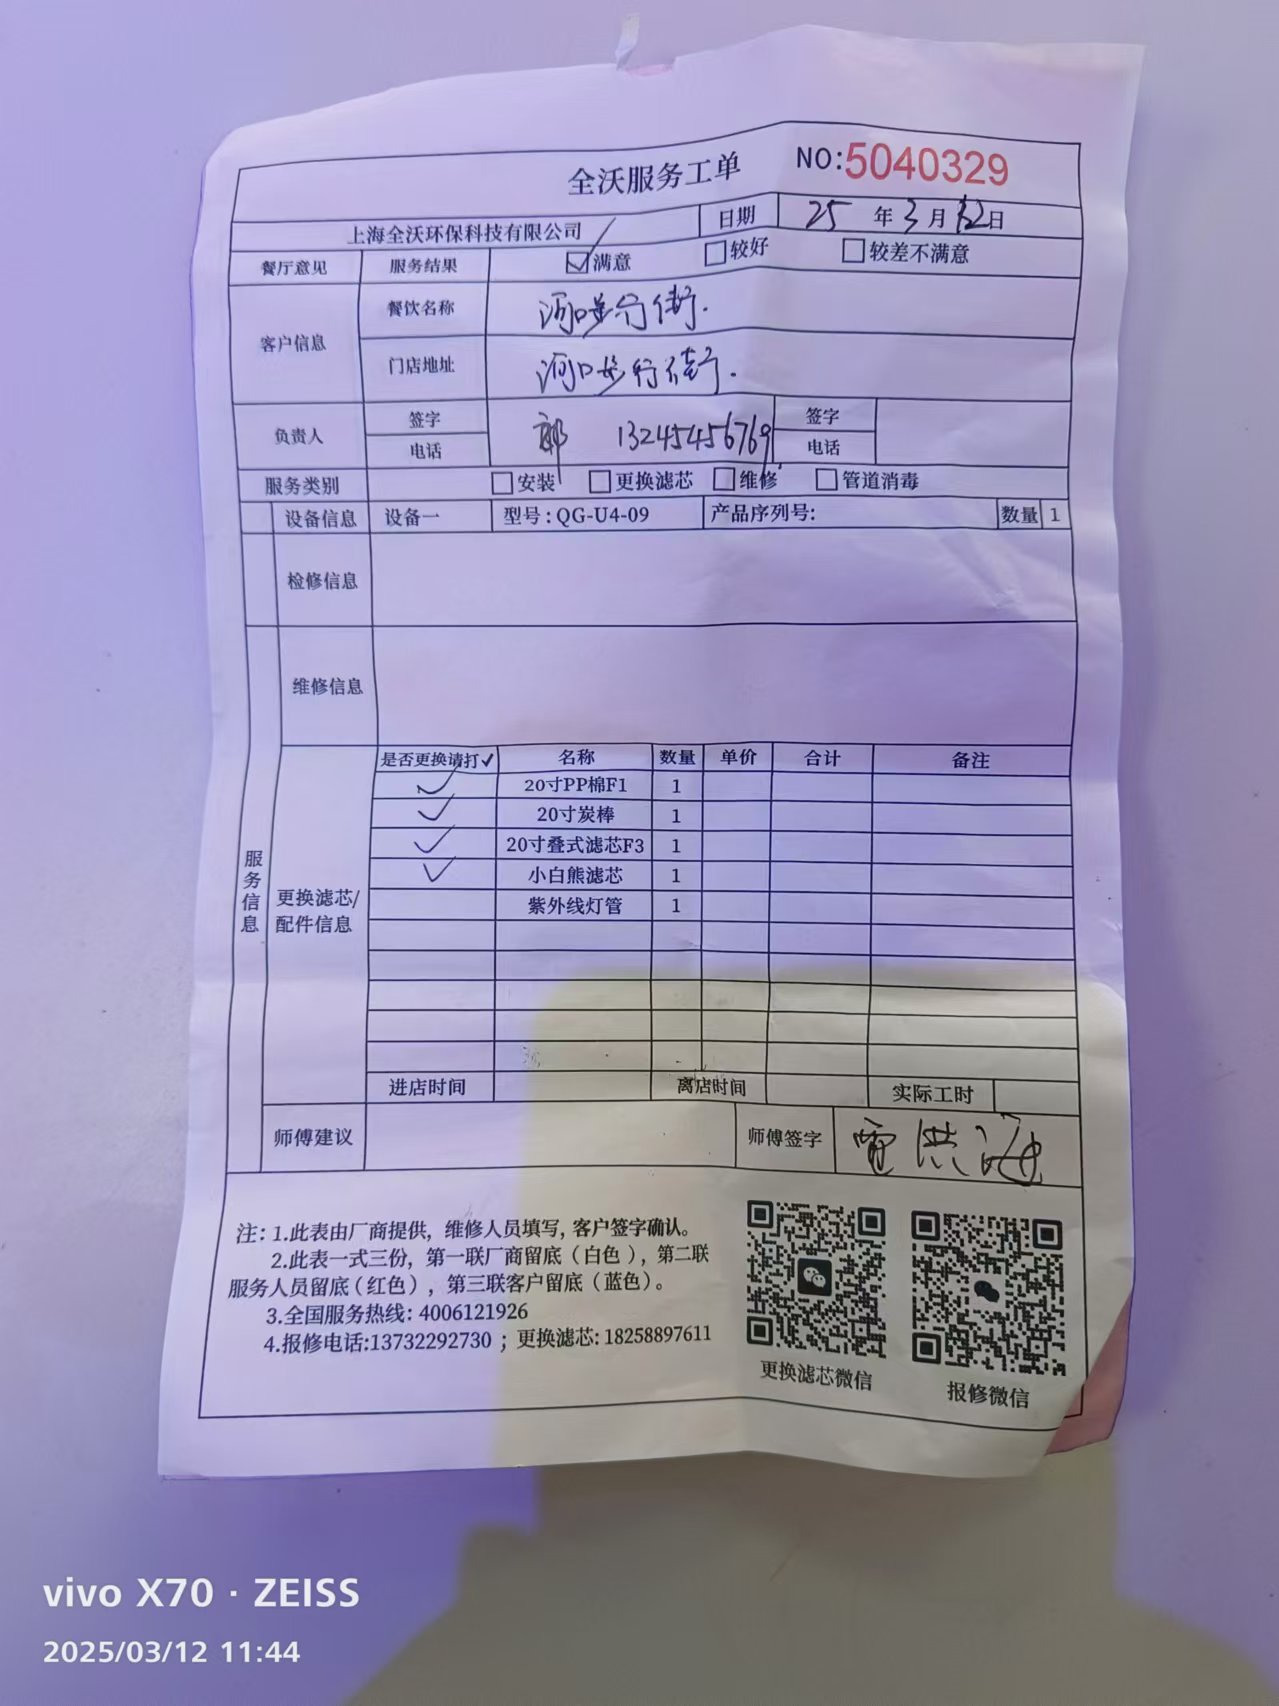 全沃服务工单 NO:5040329
上海全沃环保科技有限公司 日期 25 年 3 月 12 日
餐厅意见 服务结果 ☑满意 □较好 □较差不满意
客户信息 餐饮名称 河口步行街.
门店地址 河口步行街.
负责人 签字 郭 13245456769 签字
电话 电话
服务类别 □安装 □更换滤芯 □维修 □管道消毒
设备信息 设备一 型号:QG-U4-09 产品序列号: 数量 1
检修信息
维修信息
服务信息
更换滤芯/配件信息
是否更换请打✓ 名称 数量 单价 合计 备注
✓ 20寸PP棉F1 1
✓ 20寸炭棒 1
✓ 20寸叠式滤芯F3 1
✓ 小白熊滤芯 1
紫外线灯管 1
进店时间 离店时间 实际工时
师傅建议 师傅签字 洪海
注: 1.此表由厂商提供, 维修人员填写, 客户签字确认。
2.此表一式三份, 第一联厂商留底(白色), 第二联
服务人员留底(红色), 第三联客户留底(蓝色)。
3.全国服务热线: 4006121926
4.报修电话:13732292730 ; 更换滤芯: 18258897611
更换滤芯微信 报修微信
vivo X70 · ZEISS
2025/03/12 11:44